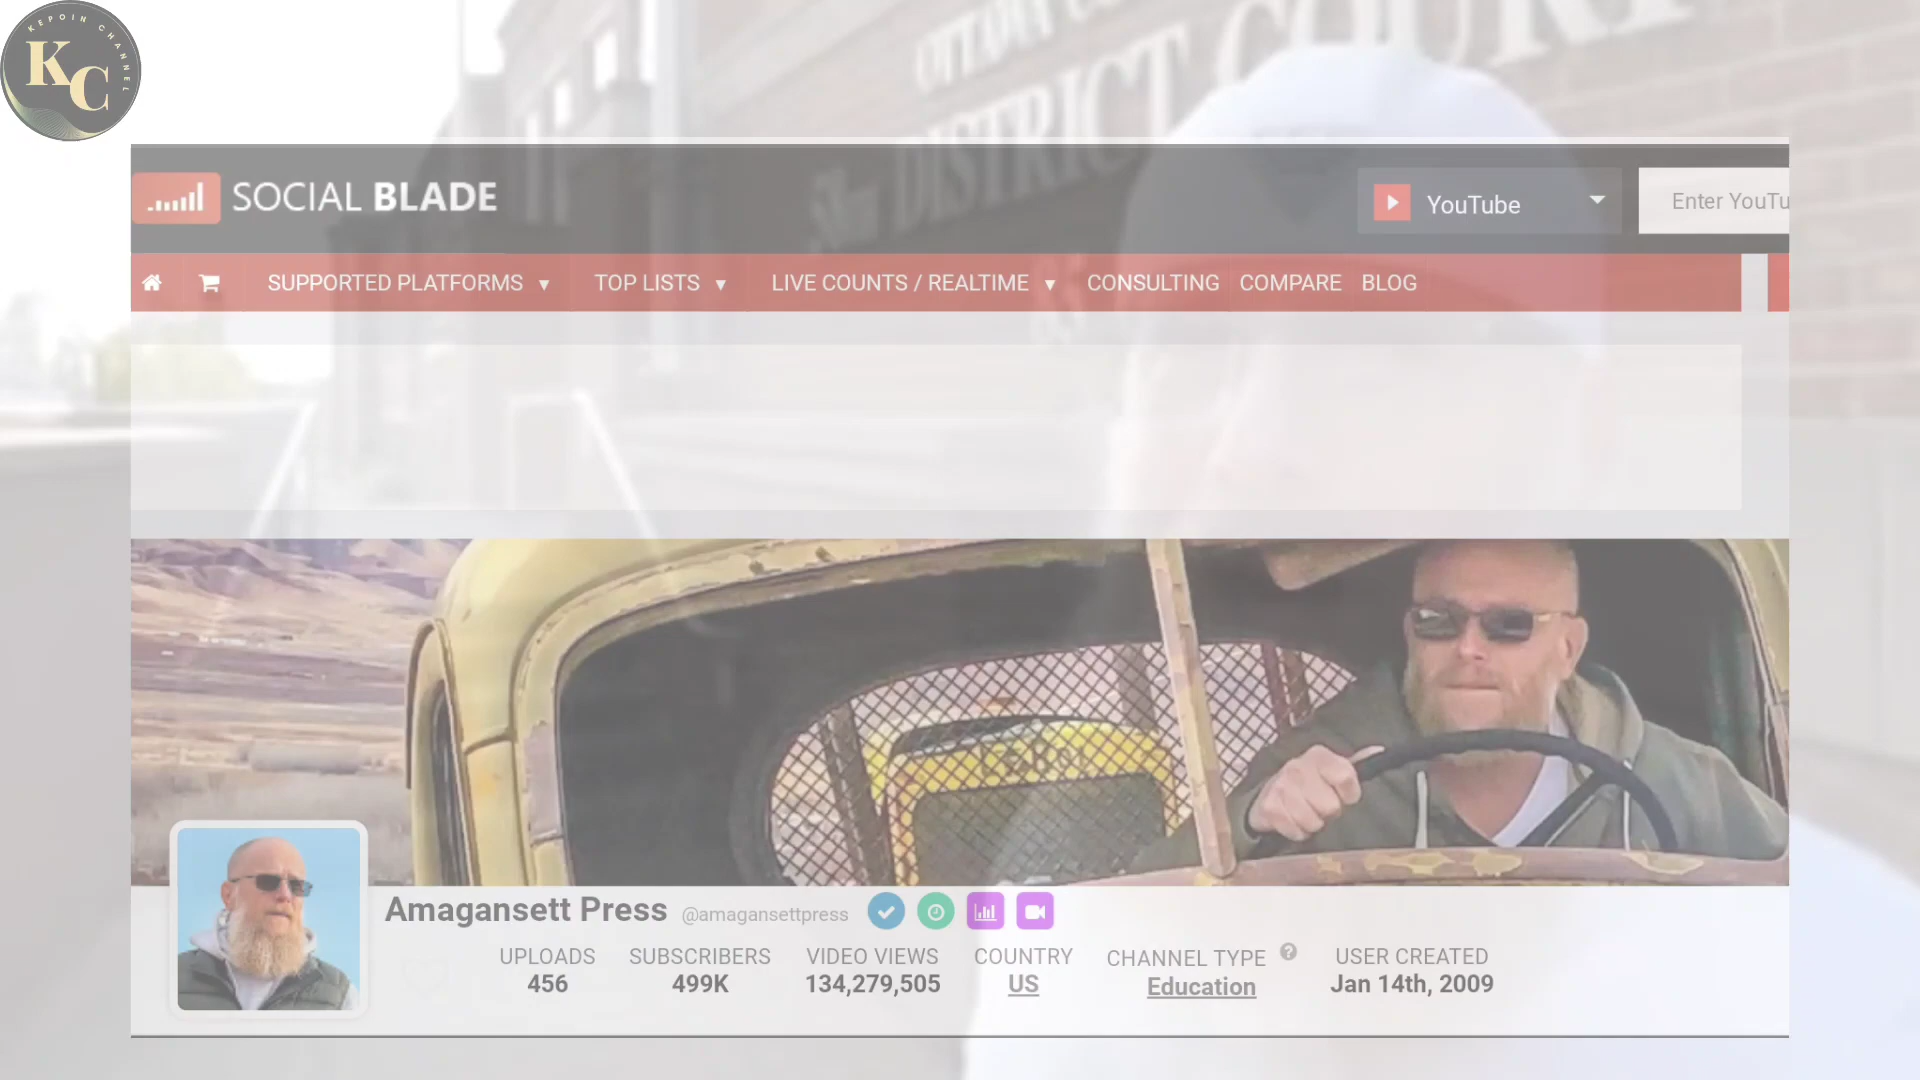 KEPOIN CHANNEL
KC
DISTRICT COURT
SOCIAL BLADE
YouTube
Enter YouTu
SUPPORTED PLATFORMS ▼ TOP LISTS ▼ LIVE COUNTS / REALTIME ▼ CONSULTING COMPARE BLOG
Amagansett Press @amagansettpress
UPLOADS SUBSCRIBERS VIDEO VIEWS COUNTRY CHANNEL TYPE USER CREATED
456 499K 134,279,505 US Education Jan 14th, 2009